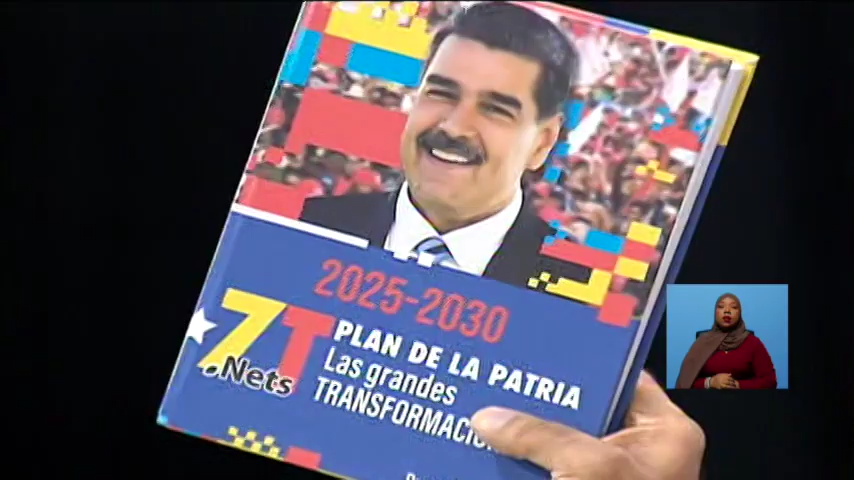 2025-2030
7T
.Nets
PLAN DE LA PATRIA
Las grandes